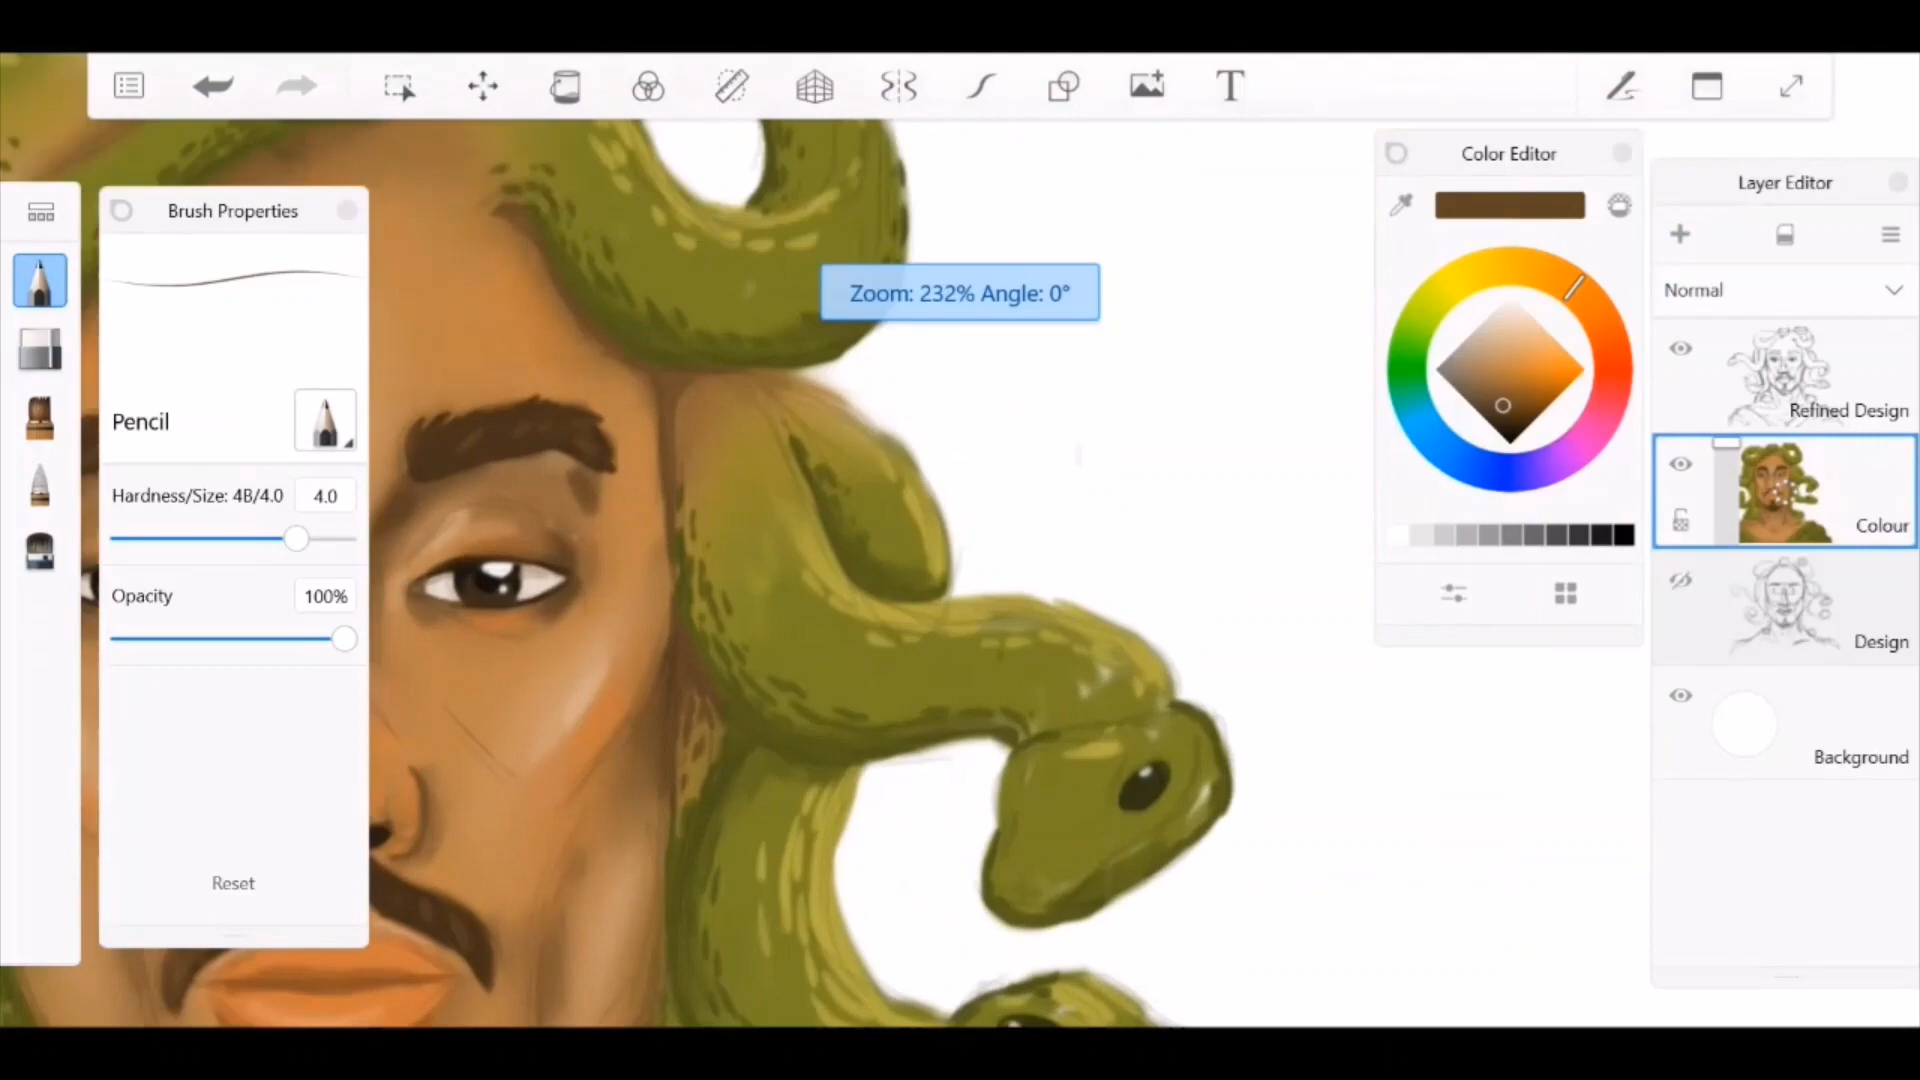 T
Color Editor
Layer Editor
Brush Properties
Zoom: 232% Angle: 0°
Normal
Refined Design
Pencil
Hardness/Size: 4B/4.0
4.0
Colour
Opacity
100%
Design
Background
Reset